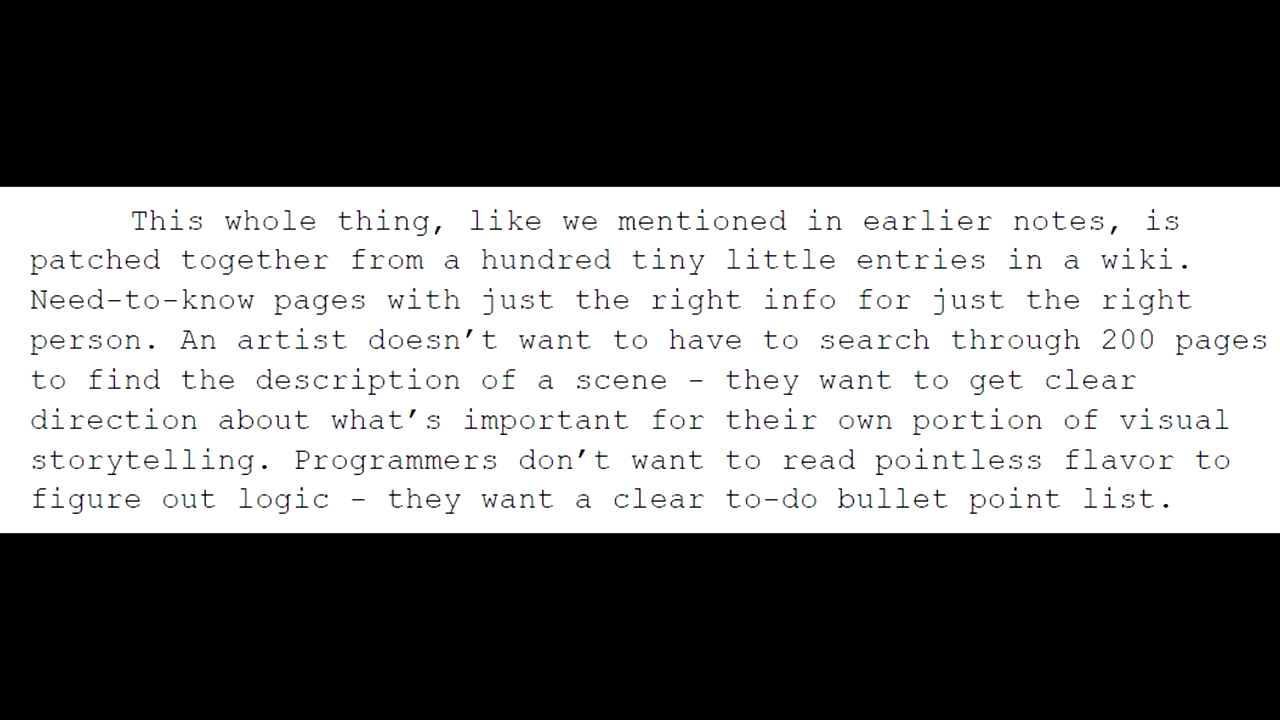 This whole thing, like we mentioned in earlier notes, is
patched together from a hundred tiny little entries in a wiki.
Need-to-know pages with just the right info for just the right
person. An artist doesn’t want to have to search through 200 pages
to find the description of a scene - they want to get clear
direction about what’s important for their own portion of visual
storytelling. Programmers don’t want to read pointless flavor to
figure out logic - they want a clear to-do bullet point list.